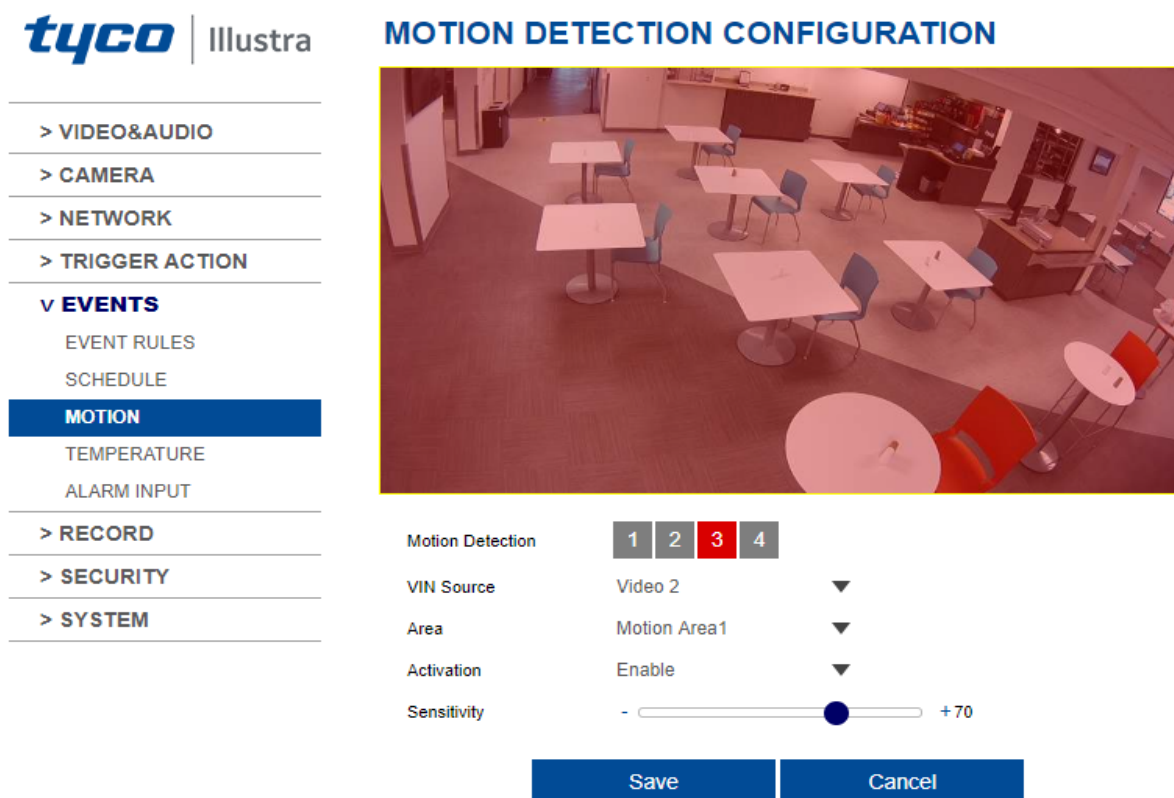 tyco | Illustra
MOTION DETECTION CONFIGURATION
> VIDEO&AUDIO
> CAMERA
> NETWORK
> TRIGGER ACTION
v EVENTS
EVENT RULES
SCHEDULE
MOTION
TEMPERATURE
ALARM INPUT
> RECORD
> SECURITY
> SYSTEM
Motion Detection 1 2 3 4
VIN Source Video 2
Area Motion Area1
Activation Enable
Sensitivity - + 70
Save Cancel